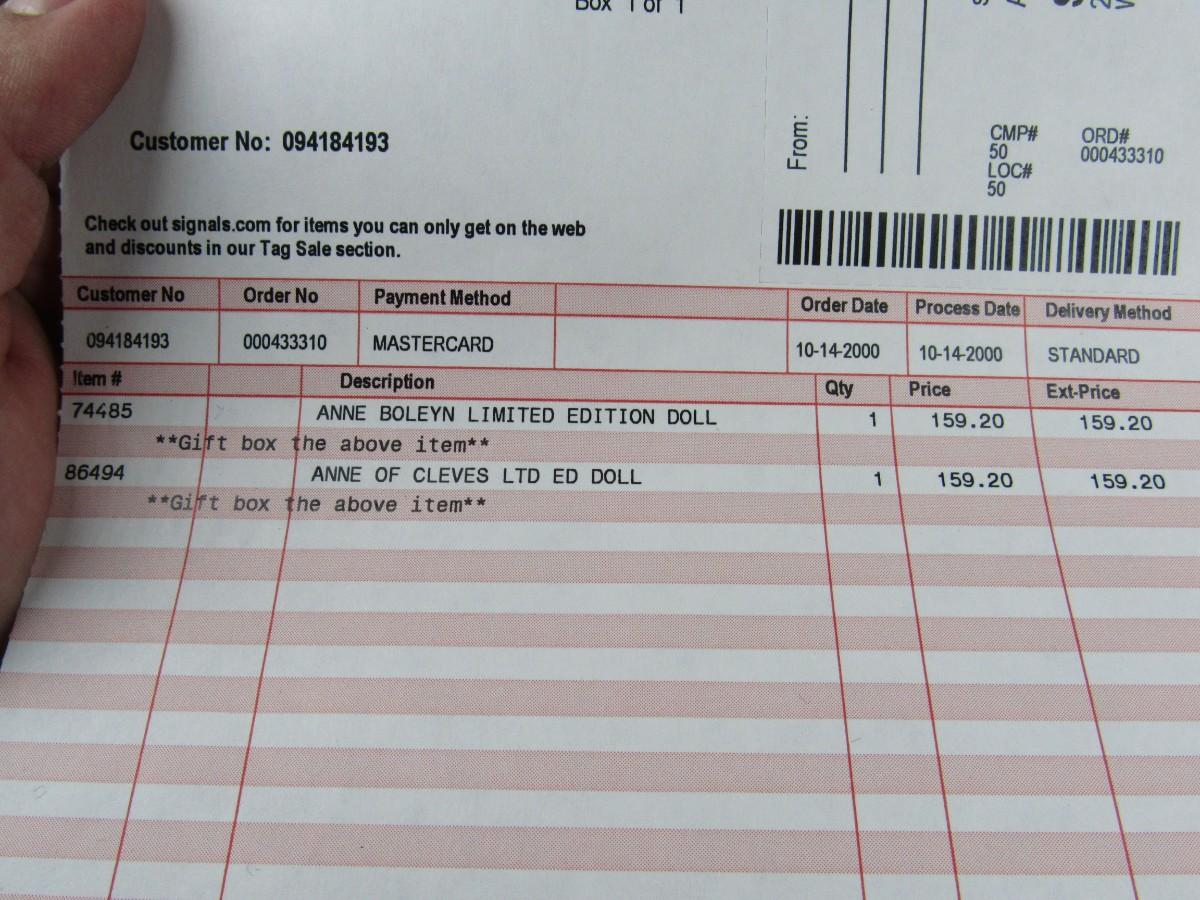 Box 1 of 1
Customer No: 094184193
From:
CMP#
50
LOC#
50
ORD#
000433310
Check out signals.com for items you can only get on the web
and discounts in our Tag Sale section.
Customer No Order No Payment Method Order Date Process Date Delivery Method
094184193 000433310 MASTERCARD 10-14-2000 10-14-2000 STANDARD
Item # Description Qty Price Ext-Price
74485 ANNE BOLEYN LIMITED EDITION DOLL 1 159.20 159.20
**Gift box the above item**
86494 ANNE OF CLEVES LTD ED DOLL 1 159.20 159.20
**Gift box the above item**